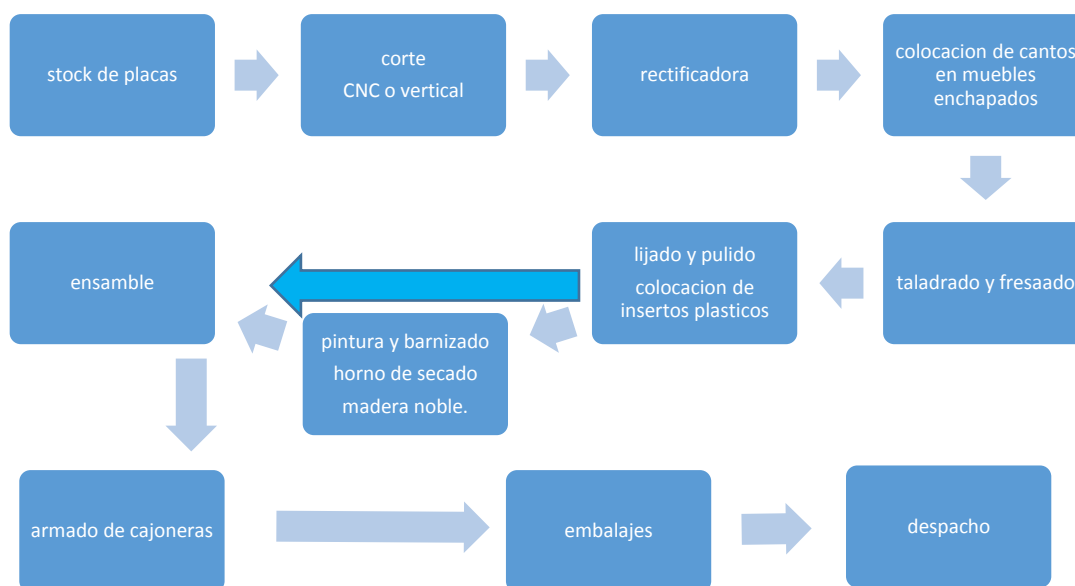 stock de placas
corte
CNC o vertical
rectificadora
colocacion de cantos
en muebles
enchapados
taladrado y fresaado
lijado y pulido
colocacion de
insertos plasticos
pintura y barnizado
horno de secado
madera noble.
ensamble
armado de cajoneras
embalajes
despacho